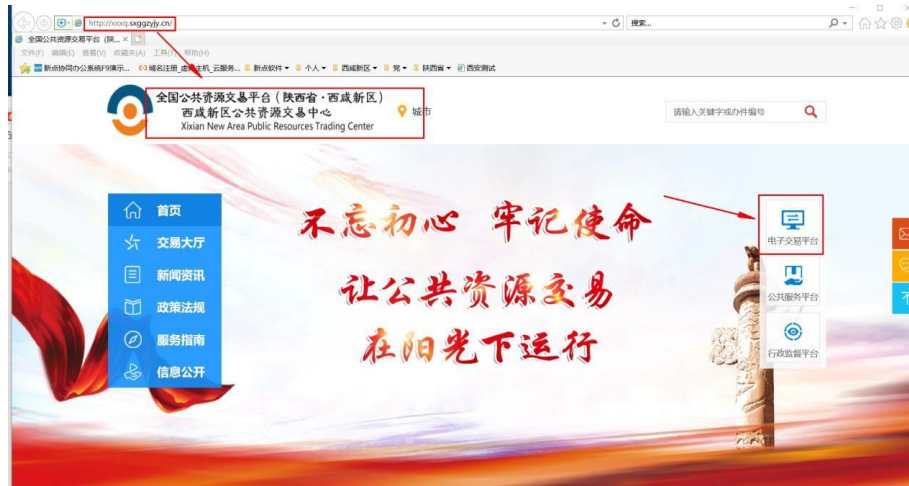 http://xxxq.sxggzyjy.cn/
搜索...
全国公共资源交易平台 (陕...
文件(F) 编辑(E) 查看(V) 收藏夹(A) 工具(T) 帮助(H)
新点协同办公系统F9演示... 域名注册_虚拟主机_云服务... 新点软件 个人 西咸新区 党 陕西省 西安测试
全国公共资源交易平台（陕西省·西咸新区）
西咸新区公共资源交易中心
Xixian New Area Public Resources Trading Center
城市
请输入关键字或办件编号
首页
交易大厅
新闻资讯
政策法规
服务指南
信息公开
不忘初心 牢记使命
让公共资源交易
在阳光下运行
电子交易平台
公共服务平台
行政监督平台